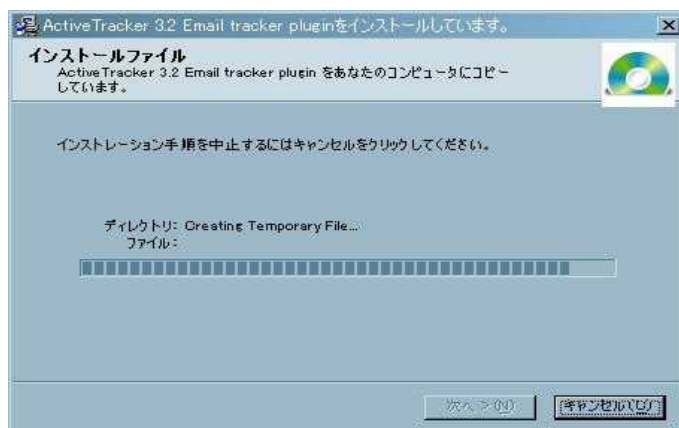 ActiveTracker 3.2 Email tracker pluginをインストールしています。
インストールファイル
ActiveTracker 3.2 Email tracker plugin をあなたのコンピュータにコピー
しています。
インストレーション手順を中止するにはキャンセルをクリックしてください。
ディレクトリ: Creating Temporary File...
ファイル:
次へ > (N)
キャンセル(C)